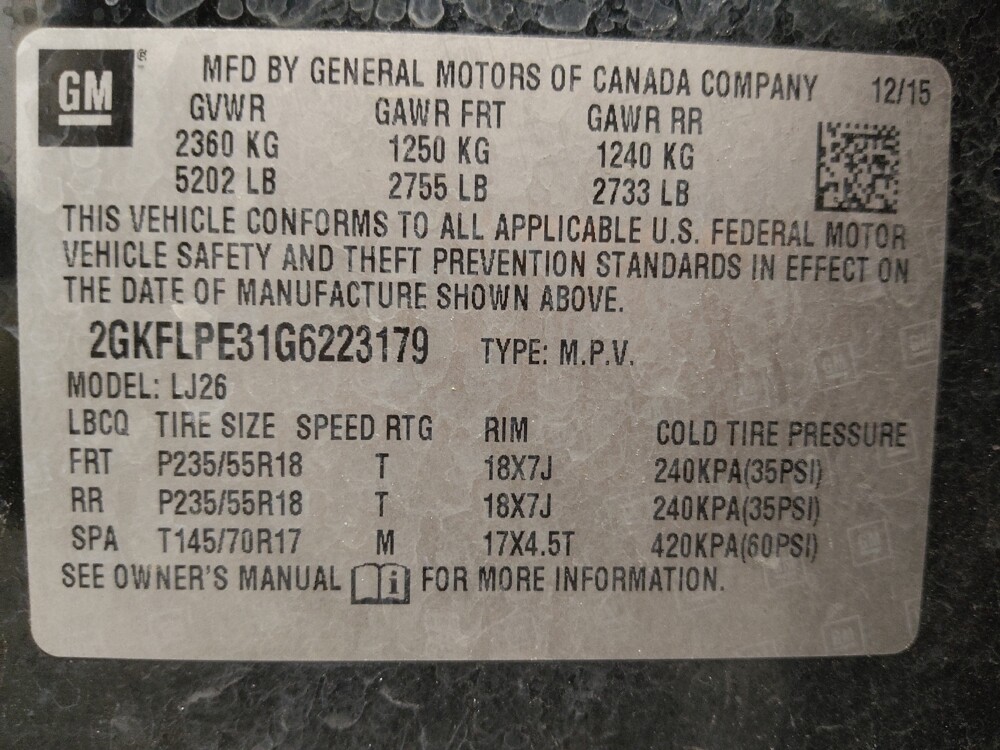 GM
MFD BY GENERAL MOTORS OF CANADA COMPANY 12/15
GVWR GAWR FRT GAWR RR
2360 KG 1250 KG 1240 KG
5202 LB 2755 LB 2733 LB
THIS VEHICLE CONFORMS TO ALL APPLICABLE U.S. FEDERAL MOTOR
VEHICLE SAFETY AND THEFT PREVENTION STANDARDS IN EFFECT ON
THE DATE OF MANUFACTURE SHOWN ABOVE.
2GKFLPE31G6223179 TYPE: M.P.V.
MODEL: LJ26
LBCQ TIRE SIZE SPEED RTG RIM COLD TIRE PRESSURE
FRT P235/55R18 T 18X7J 240KPA(35PSI)
RR P235/55R18 T 18X7J 240KPA(35PSI)
SPA T145/70R17 M 17X4.5T 420KPA(60PSI)
SEE OWNER'S MANUAL i FOR MORE INFORMATION.